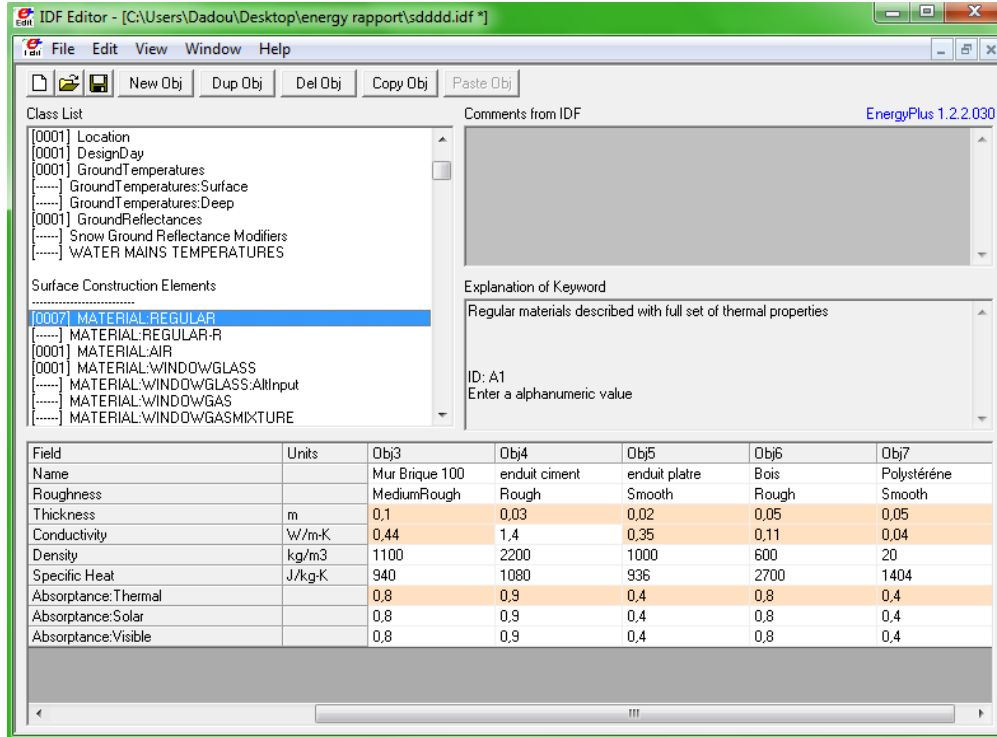 IDF Editor - [C:\Users\Dadou\Desktop\energy rapport\sdddd.idf *]
File Edit View Window Help
New Obj Dup Obj Del Obj Copy Obj Paste Obj
Class List
[0001] Location
[0001] DesignDay
[0001] GroundTemperatures
[------] GroundTemperatures:Surface
[------] GroundTemperatures:Deep
[0001] GroundReflectances
[------] Snow Ground Reflectance Modifiers
[------] WATER MAINS TEMPERATURES
Surface Construction Elements
--------------------------
[0007] MATERIAL:REGULAR
[------] MATERIAL:REGULAR-R
[0001] MATERIAL:AIR
[0001] MATERIAL:WINDOWGLASS
[------] MATERIAL:WINDOWGLASS:AltInput
[------] MATERIAL:WINDOWGAS
[------] MATERIAL:WINDOWGASMIXTURE
Comments from IDF EnergyPlus 1.2.2.030
Explanation of Keyword
Regular materials described with full set of thermal properties
ID: A1
Enter a alphanumeric value
Field Units Obj3 Obj4 Obj5 Obj6 Obj7
Name Mur Brique 100 enduit ciment enduit platre Bois Polystéréne
Roughness MediumRough Rough Smooth Rough Smooth
Thickness m 0,1 0,03 0,02 0,05 0,05
Conductivity W/m-K 0,44 1,4 0,35 0,11 0,04
Density kg/m3 1100 2200 1000 600 20
Specific Heat J/kg-K 940 1080 936 2700 1404
Absorptance:Thermal 0,8 0,9 0,4 0,8 0,4
Absorptance:Solar 0,8 0,9 0,4 0,8 0,4
Absorptance:Visible 0,8 0,9 0,4 0,8 0,4